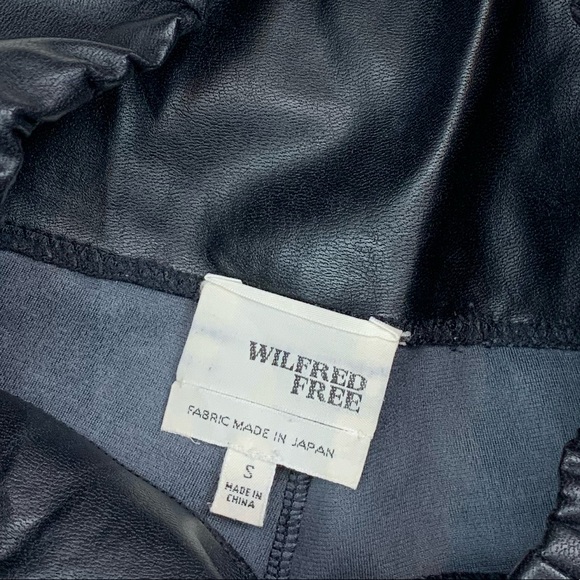 WILFRED
FREE
FABRIC MADE IN JAPAN
S
MADE IN
CHINA